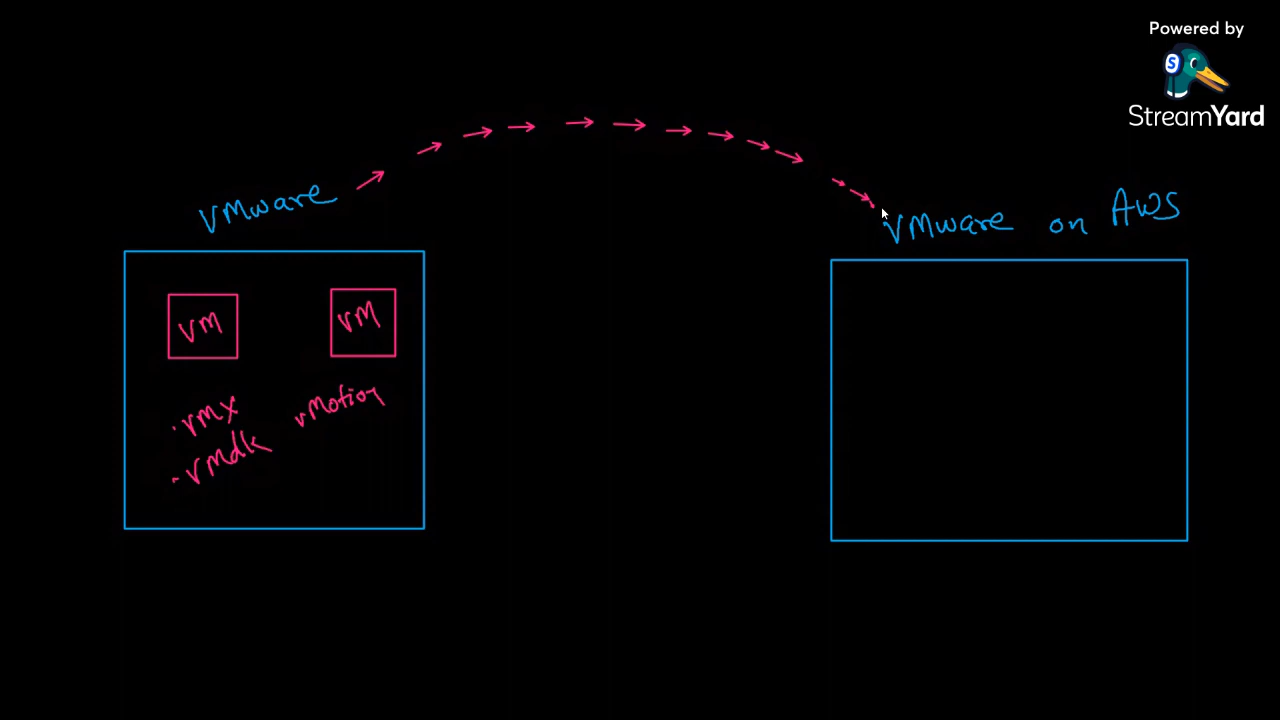 Powered by
S
StreamYard
VMware
VMware on AWS
VM
VM
.vmx
vMotion
.vMdk